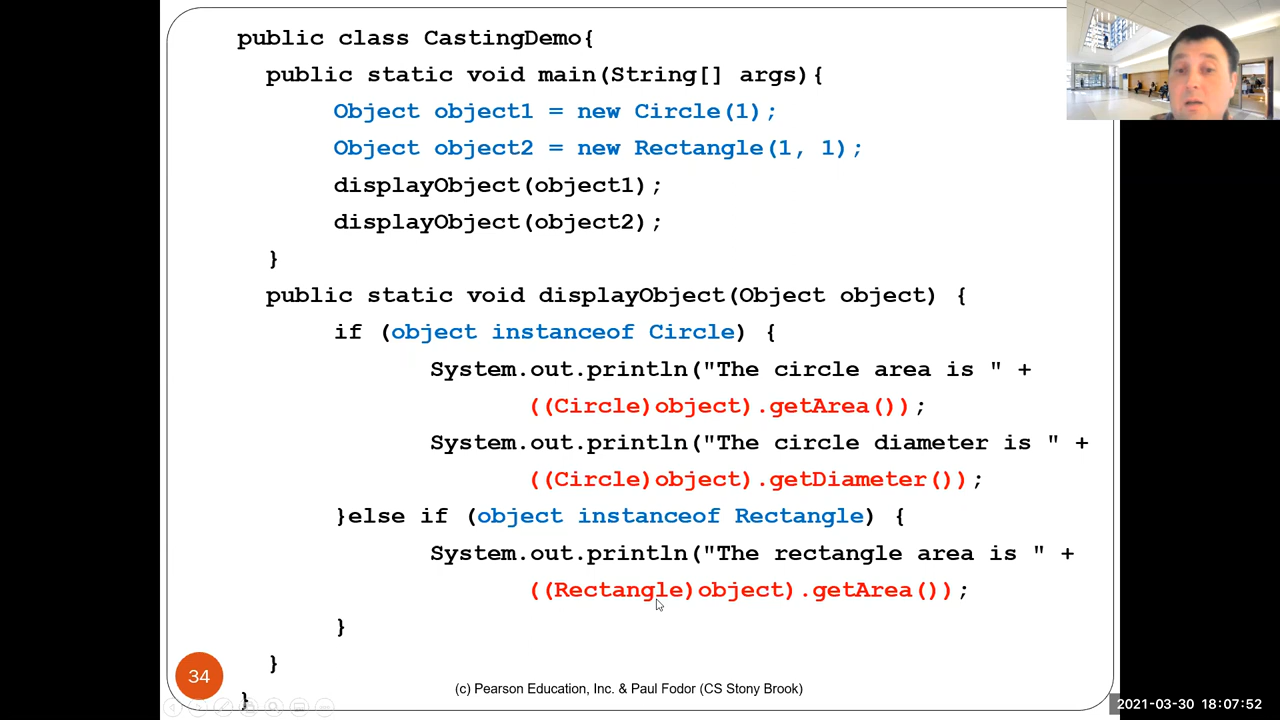 public class CastingDemo{
public static void main(String[] args){
Object object1 = new Circle(1);
Object object2 = new Rectangle(1, 1);
displayObject(object1);
displayObject(object2);
}
public static void displayObject(Object object) {
if (object instanceof Circle) {
System.out.println("The circle area is " +
((Circle)object).getArea());
System.out.println("The circle diameter is " +
((Circle)object).getDiameter());
}else if (object instanceof Rectangle) {
System.out.println("The rectangle area is " +
((Rectangle)object).getArea());
}
}
}
34
(c) Pearson Education, Inc. & Paul Fodor (CS Stony Brook)
2021-03-30 18:07:52